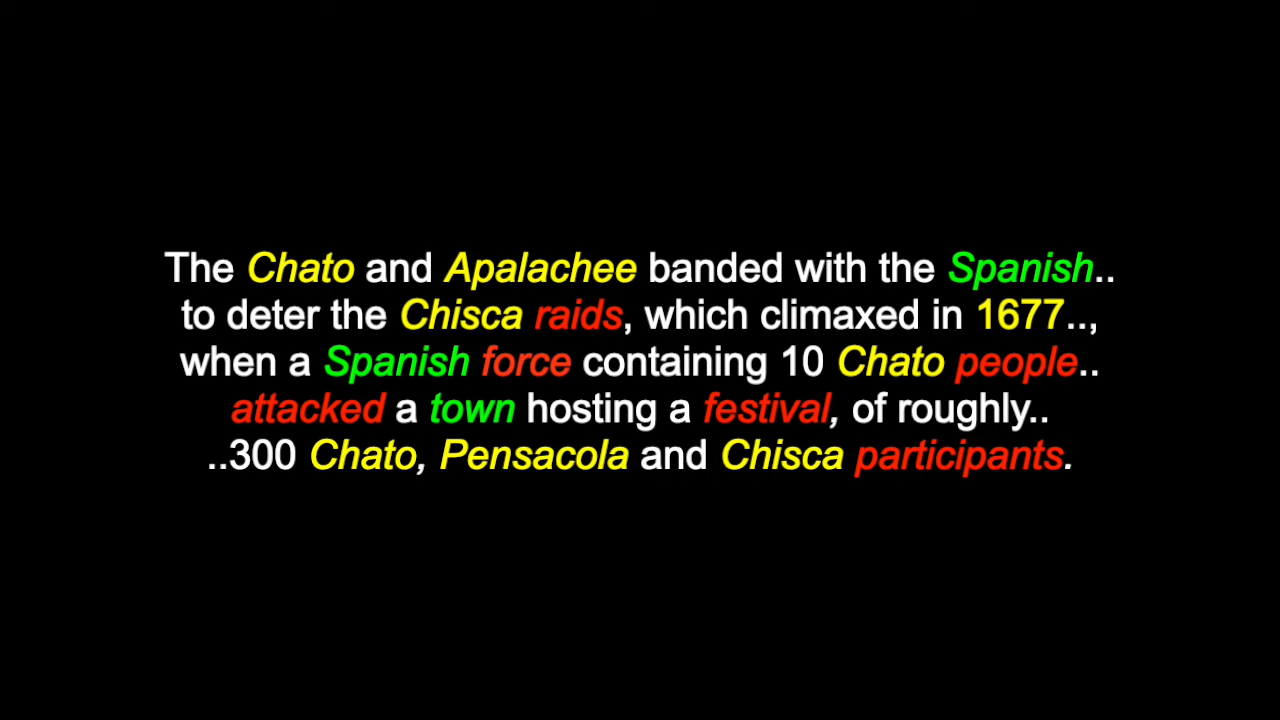 The Chato and Apalachee banded with the Spanish..
to deter the Chisca raids, which climaxed in 1677..,
when a Spanish force containing 10 Chato people..
attacked a town hosting a festival, of roughly..
..300 Chato, Pensacola and Chisca participants.